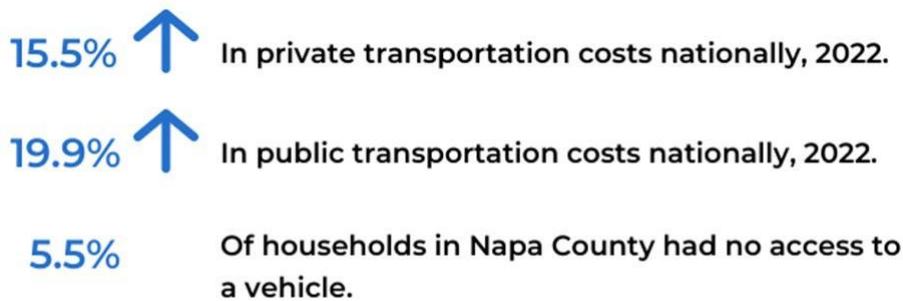 15.5% In private transportation costs nationally, 2022.
19.9% In public transportation costs nationally, 2022.
5.5% Of households in Napa County had no access to
a vehicle.